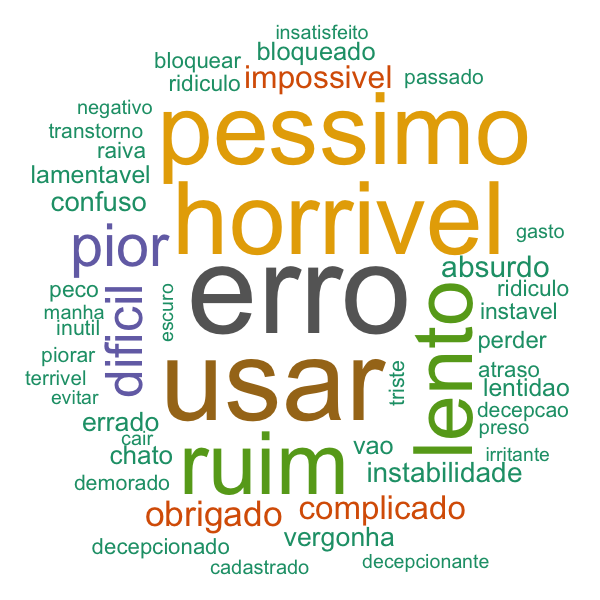 insatisfeito
bloquear
bloqueado
ridiculo
impossivel
passado
negativo
pessimo
transtorno
raiva
lamentavel
horrivel
confuso
pior
gasto
erro
absurdo
peco
dificil
escuro
lento
ridiculo
manha
instavel
inutil
perder
piorar
usar
triste
atraso
terrivel
lentidao
evitar
decepcao
errado
preso
cair
ruim
vao
chato
irritante
demorado
instabilidade
obrigado
complicado
vergonha
decepcionado
decepcionante
cadastrado